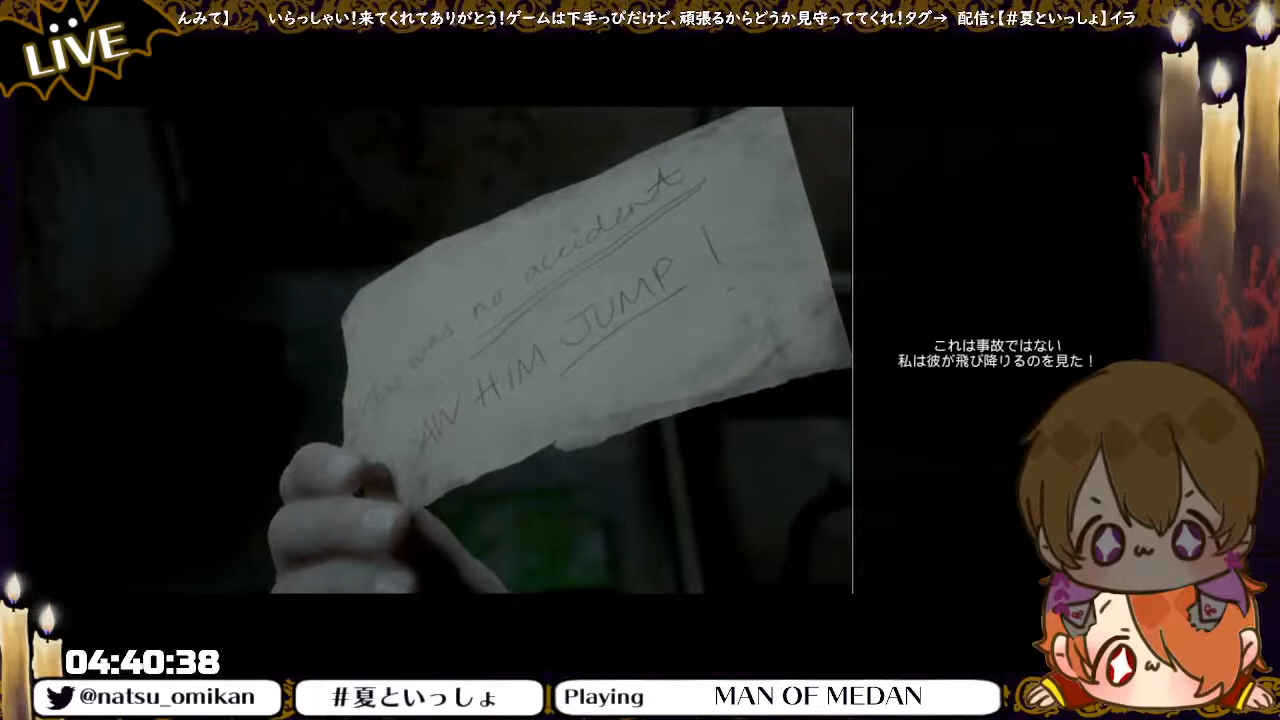 んみて】 いらっしゃい!来てくれてありがとう!ゲームは下手っぴだけど、頑張るからどうか見守っててくれ!タグ→ 配信:【#夏といっしょ】イラ
LiVE
was no accident
AW HIM JUMP !
これは事故ではない
私は彼が飛び降りるのを見た!
04:40:38
@natsu_omikan
#夏といっしょ
Playing MAN OF MEDAN